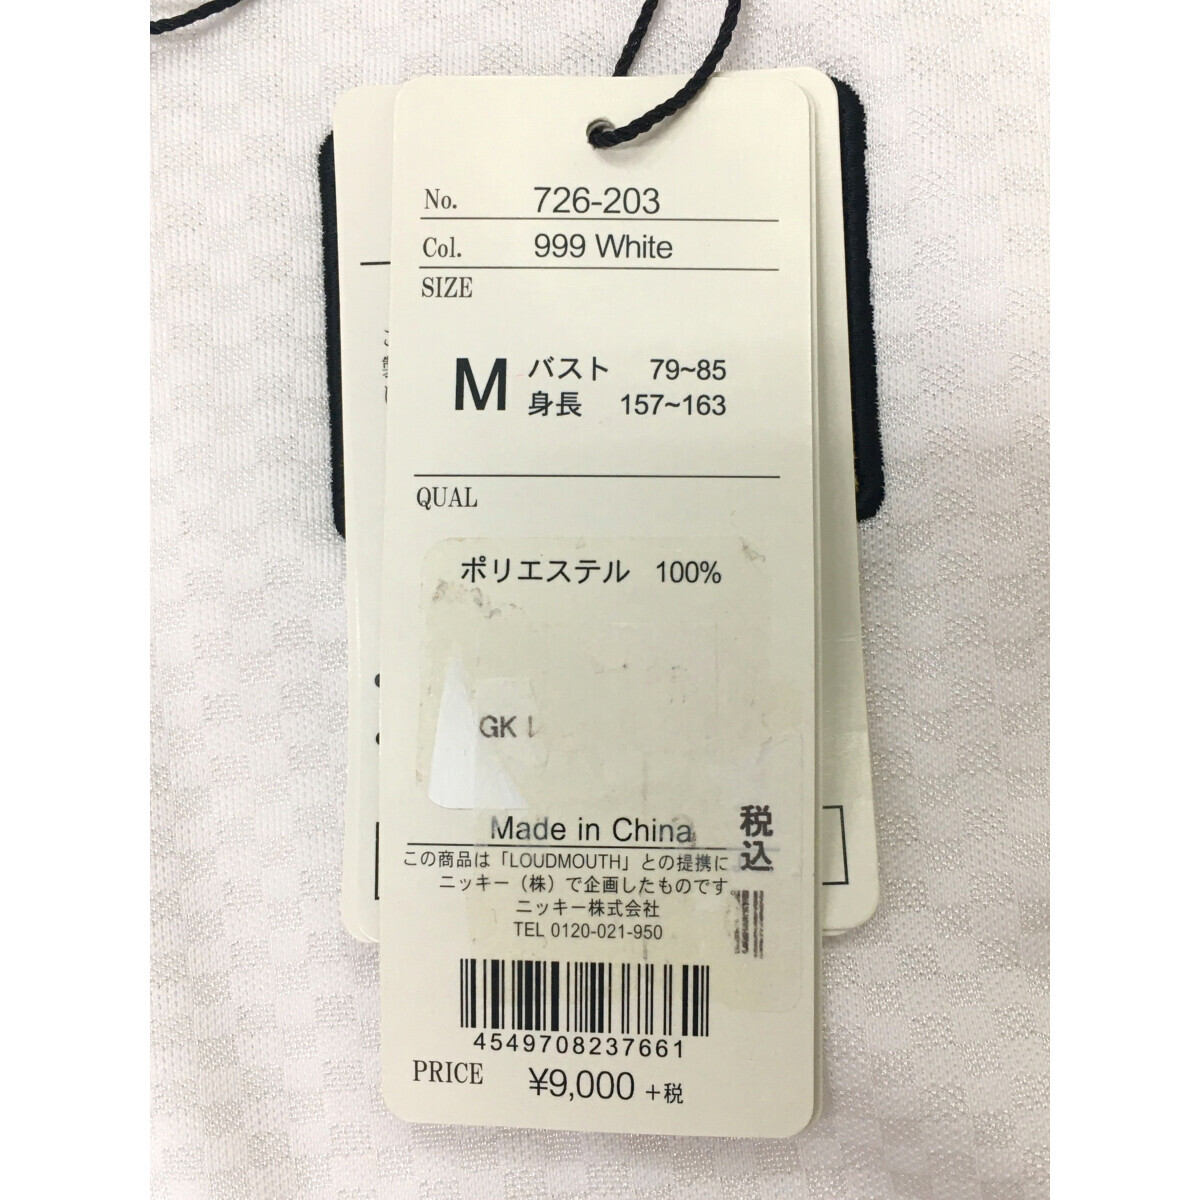 No. 726-203
Col. 999 White
SIZE
M バスト 79~85
身長 157~163
QUAL
ポリエステル 100%
GK
Made in China
税込
この商品は「LOUDMOUTH」との提携に
ニッキー（株）で企画したものです
ニッキー株式会社
TEL 0120-021-950
4549708237661
PRICE ¥9,000 +税